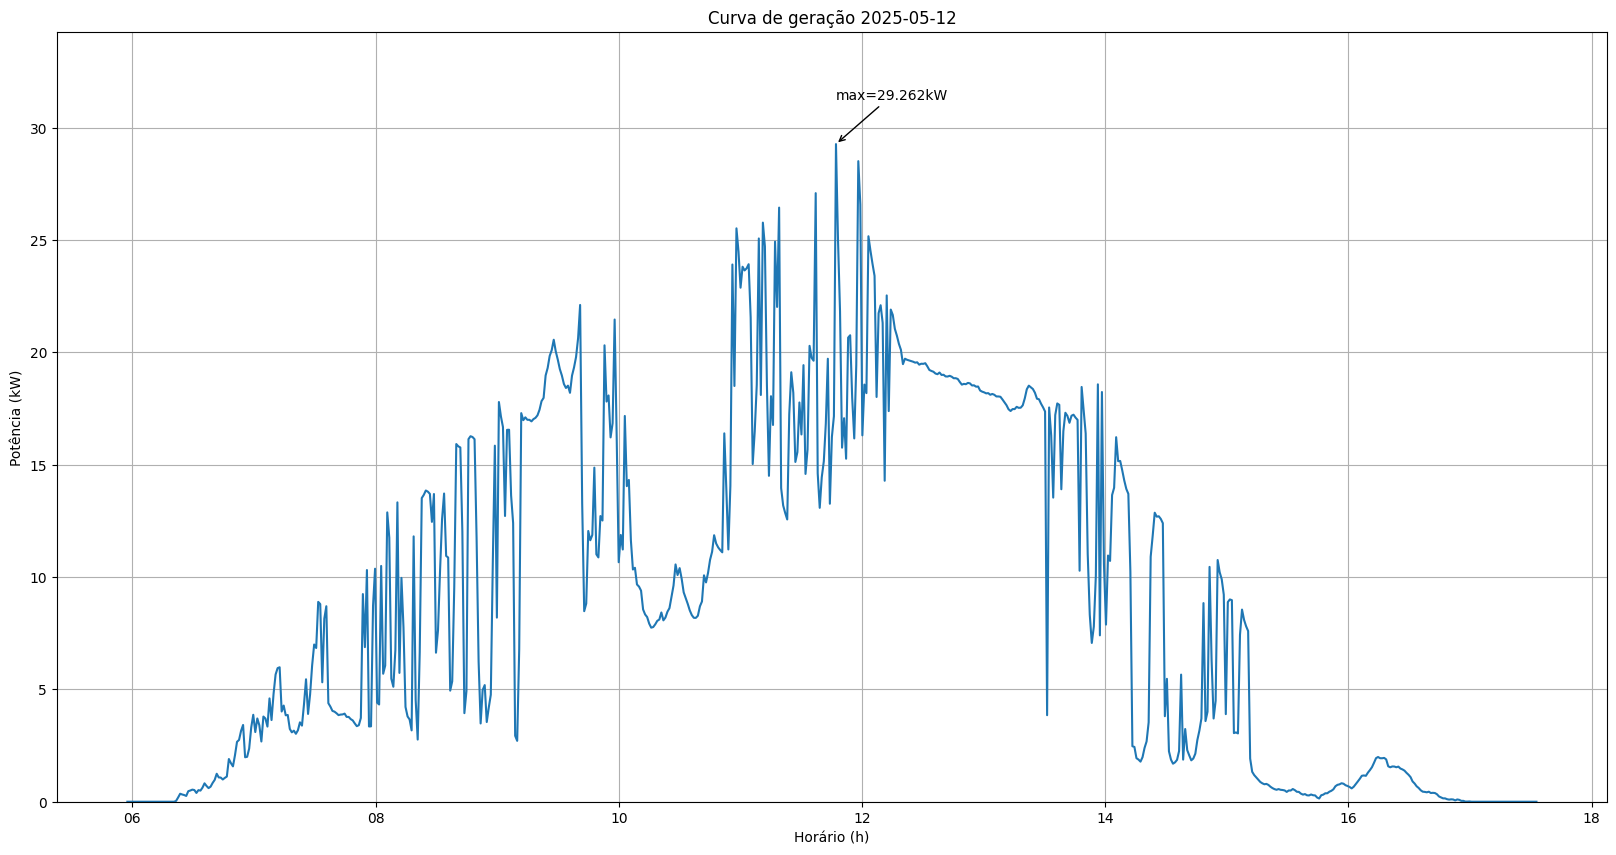 Curva de geração 2025-05-12
max=29.262kW
Potência (kW)
30
25
20
15
10
5
0
06 08 10 12 14 16 18
Horário (h)